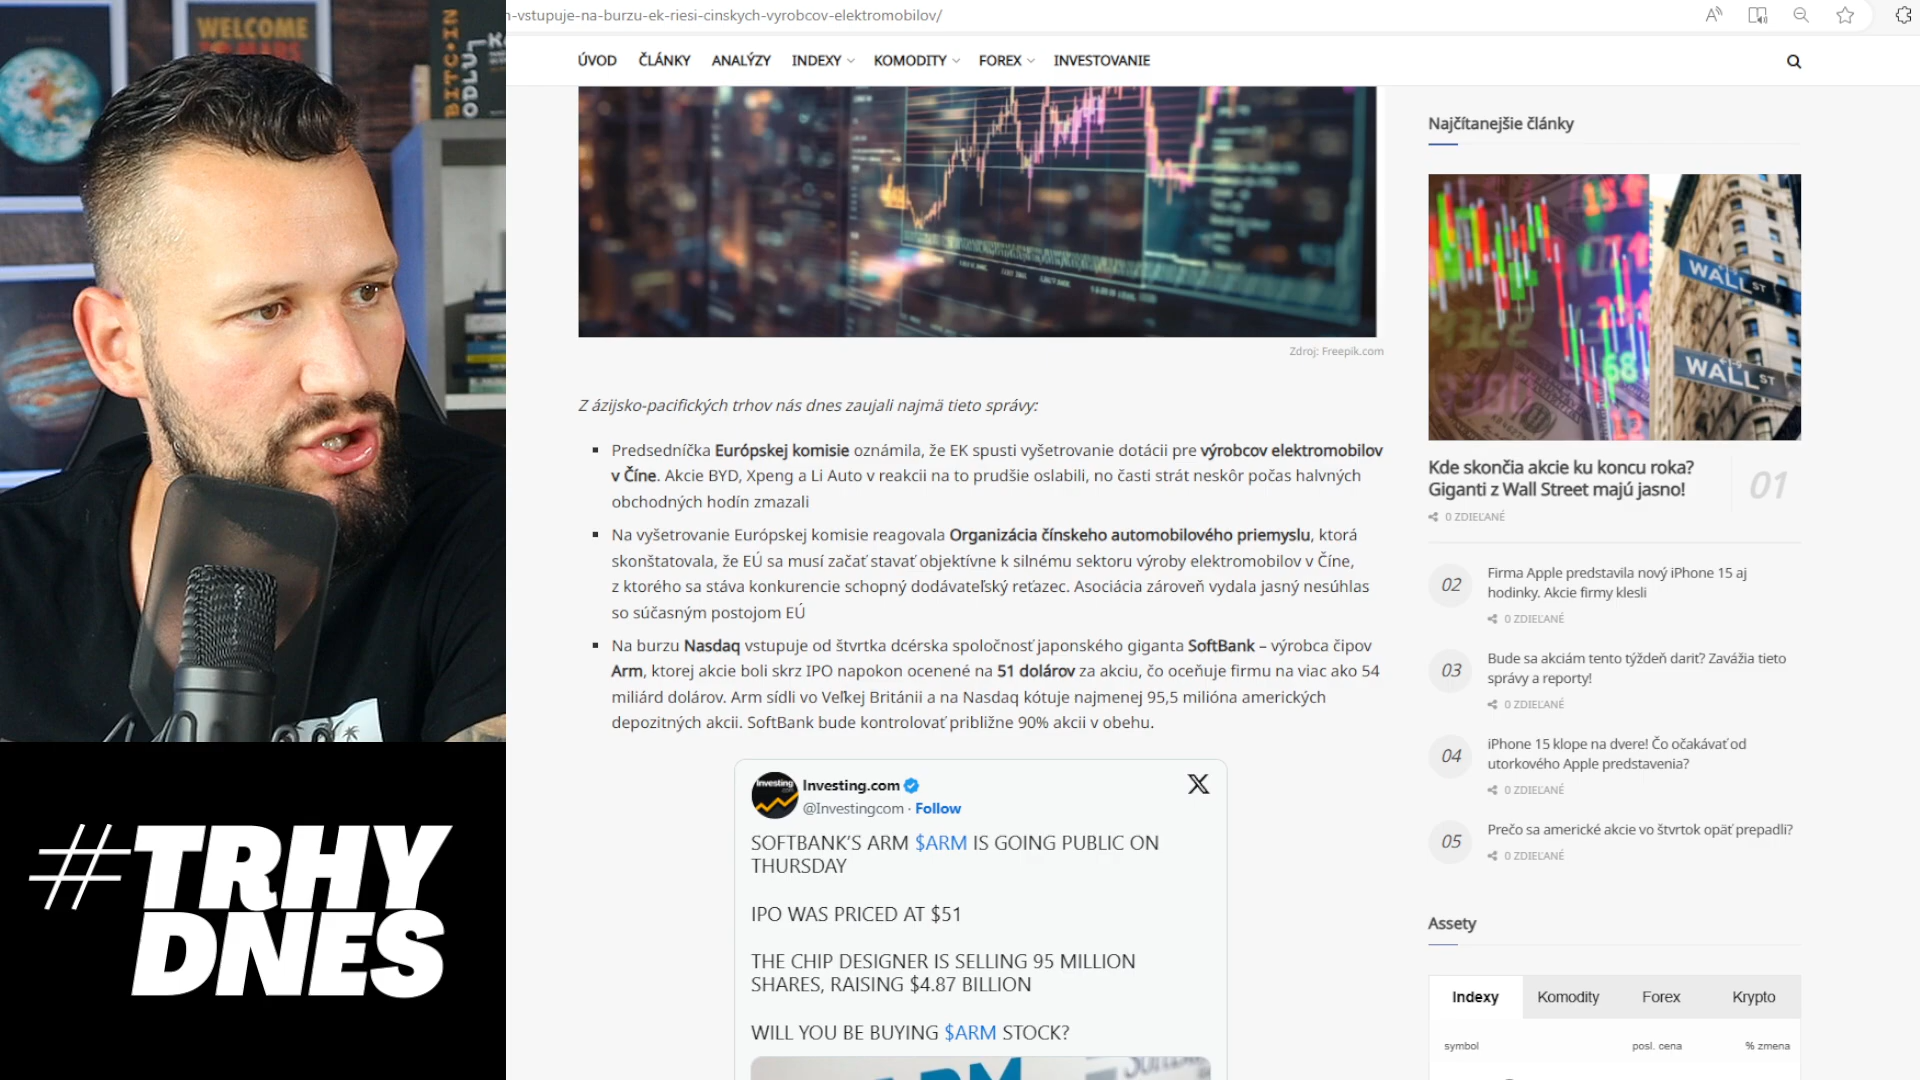 n-vstupuje-na-burzu-ek-riesi-cinskych-vyrobcov-elektromobilov/
ÚVOD ČLÁNKY ANALÝZY INDEXY KOMODITY FOREX INVESTOVANIE
WELCOME
TO MARS
BITCOIN
ODLUK
Zdroj: Freepik.com
Z ázijsko-pacifických trhov nás dnes zaujali najmä tieto správy:
Predsedníčka Európskej komisie oznámila, že EK spusti vyšetrovanie dotácii pre výrobcov elektromobilov
v Číne. Akcie BYD, Xpeng a Li Auto v reakcii na to prudšie oslabili, no časti strát neskôr počas halvných
obchodných hodín zmazali
Na vyšetrovanie Európskej komisie reagovala Organizácia čínskeho automobilového priemyslu, ktorá
skonštatovala, že EÚ sa musí začať stavať objektívne k silnému sektoru výroby elektromobilov v Číne,
z ktorého sa stáva konkurencie schopný dodávateľský reťazec. Asociácia zároveň vydala jasný nesúhlas
so súčasným postojom EÚ
Na burzu Nasdaq vstupuje od štvrtka dcérska spoločnosť japonského giganta SoftBank – výrobca čipov
Arm, ktorej akcie boli skrz IPO napokon ocenené na 51 dolárov za akciu, čo oceňuje firmu na viac ako 54
miliárd dolárov. Arm sídli vo Veľkej Británii a na Nasdaq kótuje najmenej 95,5 milióna amerických
depozitných akcii. SoftBank bude kontrolovať približne 90% akcii v obehu.
Investing.com
@Investingcom · Follow
X
SOFTBANK'S ARM $ARM IS GOING PUBLIC ON
THURSDAY
IPO WAS PRICED AT $51
THE CHIP DESIGNER IS SELLING 95 MILLION
SHARES, RAISING $4.87 BILLION
WILL YOU BE BUYING $ARM STOCK?
Najčítanejšie články
WALL ST
WALL ST
Kde skončia akcie ku koncu roka?
Giganti z Wall Street majú jasno!
01
0 ZDIEĽANÉ
02
Firma Apple predstavila nový iPhone 15 aj
hodinky. Akcie firmy klesli
0 ZDIEĽANÉ
03
Bude sa akciám tento týždeň dariť? Zavážia tieto
správy a reporty!
0 ZDIEĽANÉ
04
iPhone 15 klope na dvere! Čo očakávať od
utorkového Apple predstavenia?
0 ZDIEĽANÉ
05
Prečo sa americké akcie vo štvrtok opäť prepadli?
0 ZDIEĽANÉ
Assety
Indexy Komodity Forex Krypto
symbol posl. cena % zmena
#TRHY
DNES